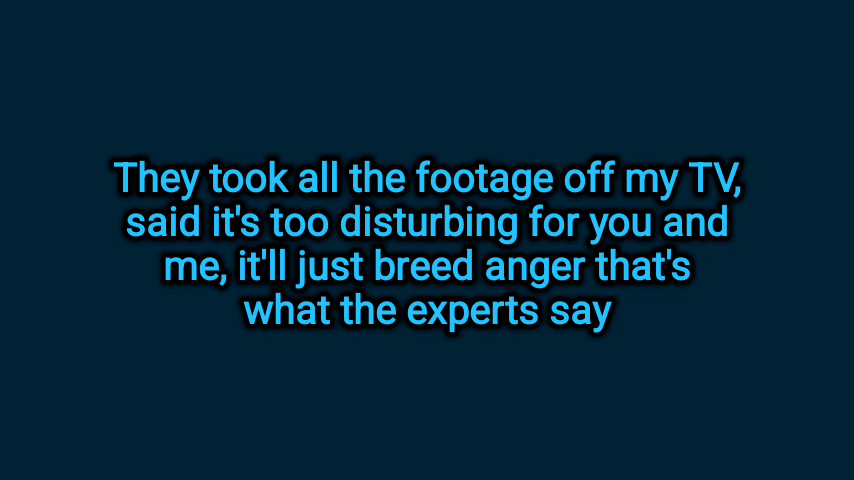 They took all the footage off my TV,
said it's too disturbing for you and
me, it'll just breed anger that's
what the experts say